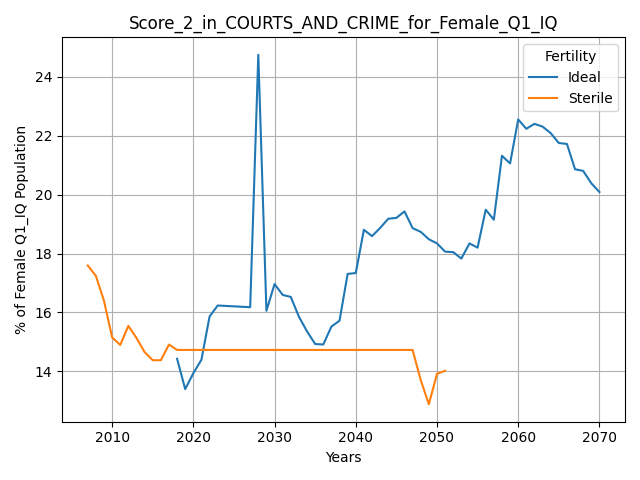 Score_2_in_COURTS_AND_CRIME_for_Female_Q1_IQ
Fertility
Ideal
Sterile
% of Female Q1_IQ Population
24
22
20
18
16
14
2010 2020 2030 2040 2050 2060 2070
Years